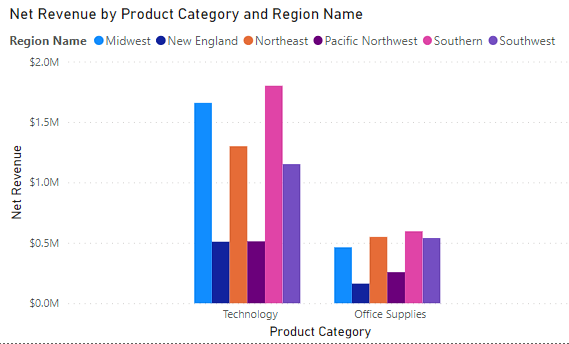 Net Revenue by Product Category and Region Name
Region Name Midwest New England Northeast Pacific Northwest Southern Southwest
$2.0M
$1.5M
$1.0M
$0.5M
$0.0M
Net Revenue
Technology Office Supplies
Product Category